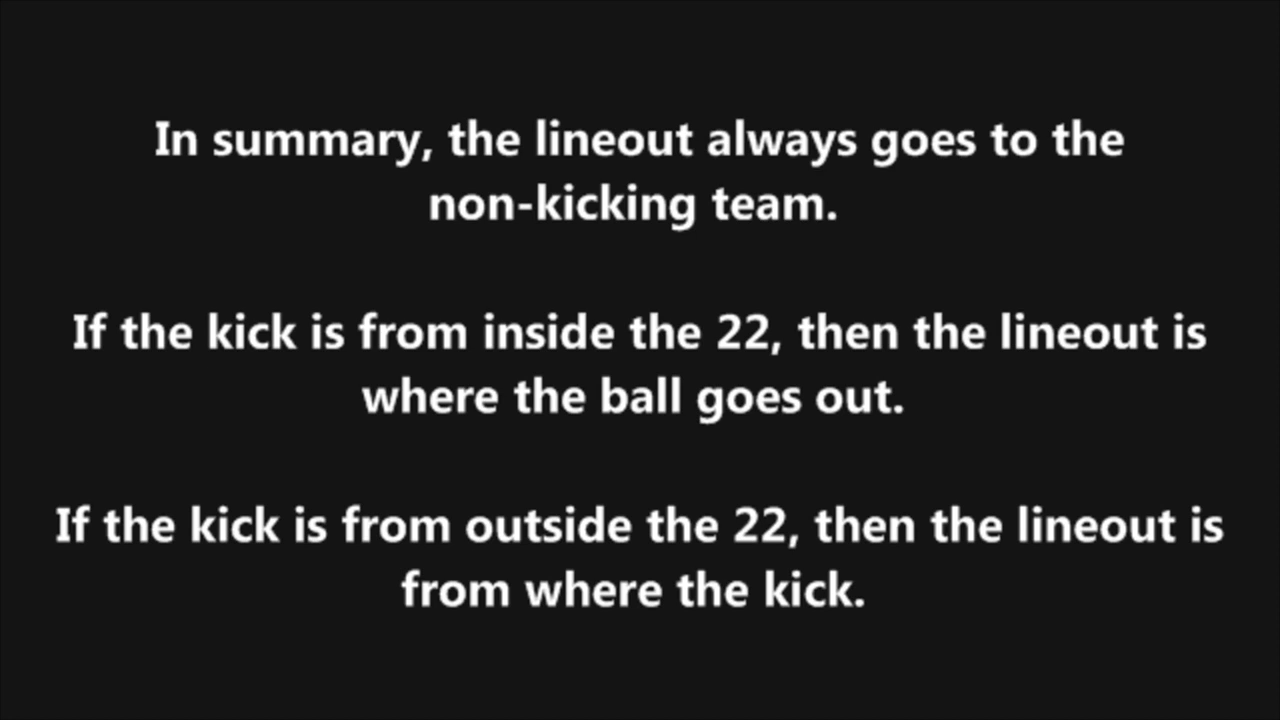 In summary, the lineout always goes to the
non-kicking team.
If the kick is from inside the 22, then the lineout is
where the ball goes out.
If the kick is from outside the 22, then the lineout is
from where the kick.